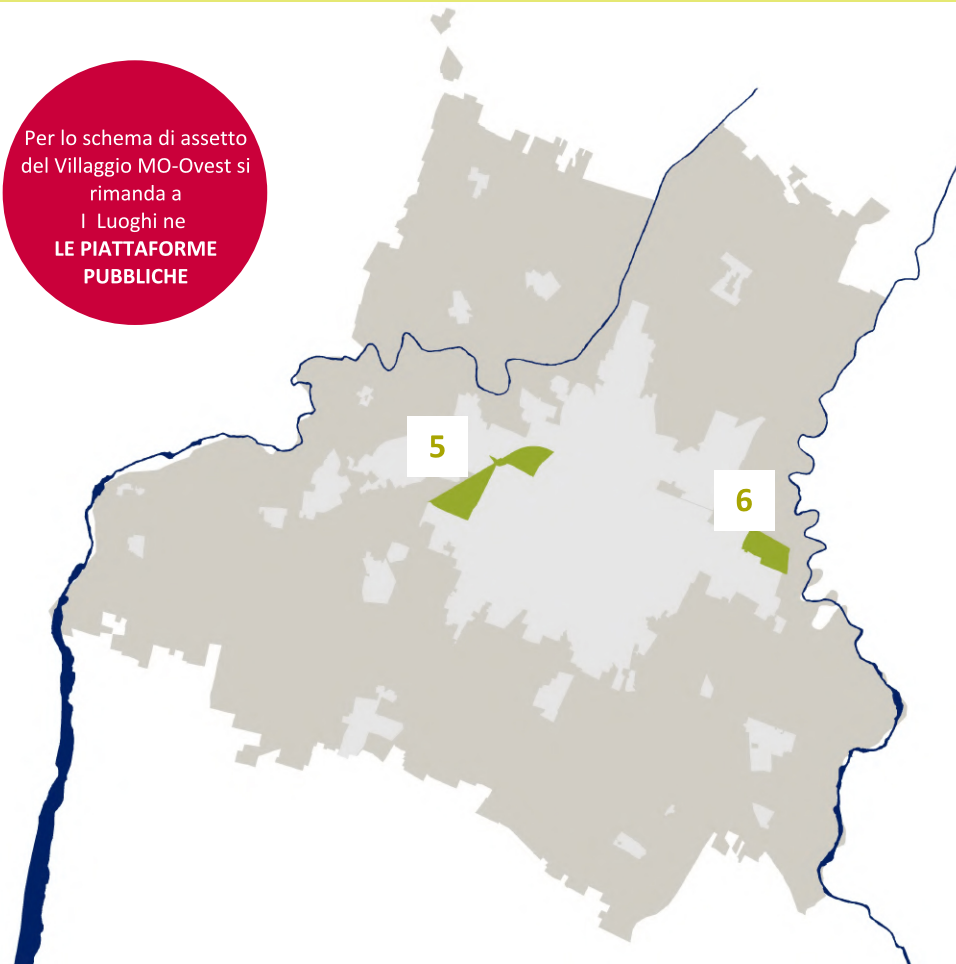 Per lo schema di assetto
del Villaggio MO-Ovest si
rimanda a
I Luoghi ne
LE PIATTAFORME
PUBBLICHE
5
6